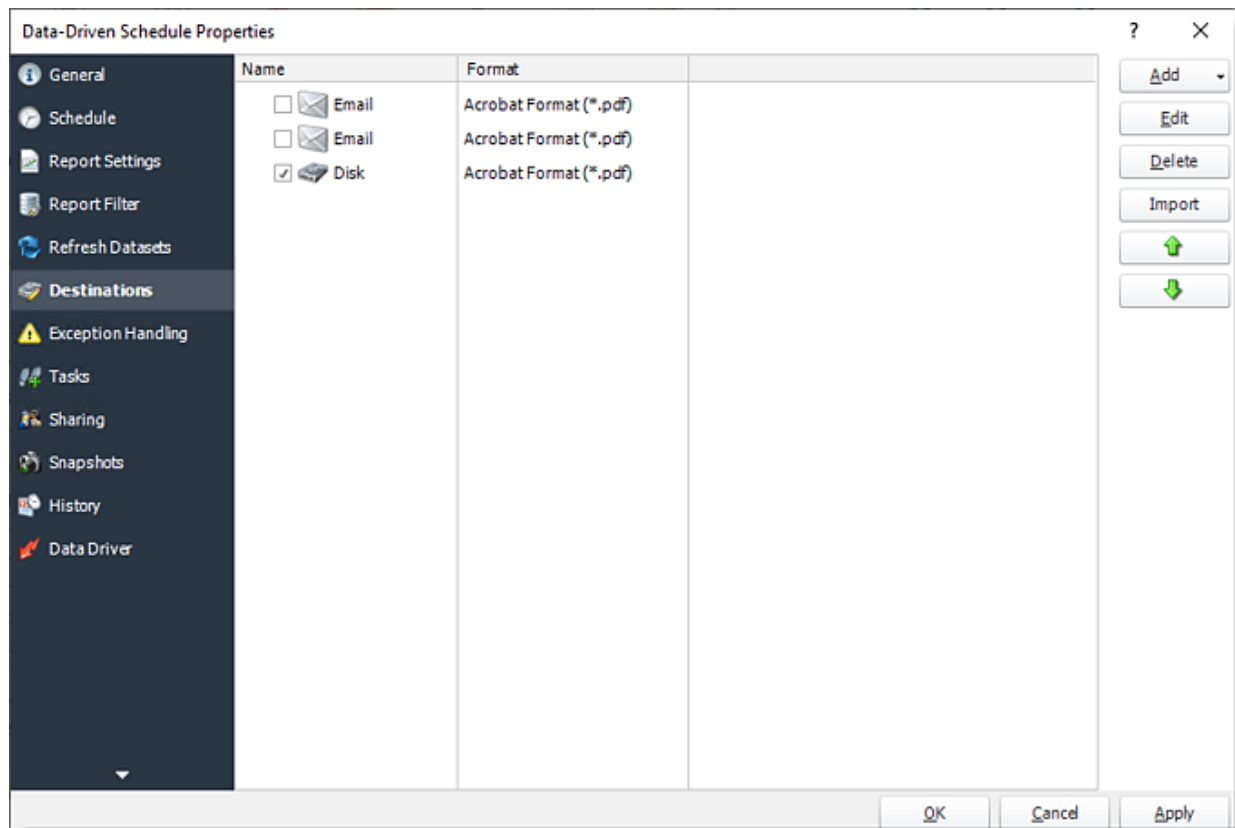 Data-Driven Schedule Properties
?
General
Schedule
Report Settings
Report Filter
Refresh Datasets
Destinations
Exception Handling
Tasks
Sharing
Snapshots
History
Data Driver
Name Format
Email Acrobat Format (*.pdf)
Email Acrobat Format (*.pdf)
Disk Acrobat Format (*.pdf)
Add
Edit
Delete
Import
OK Cancel Apply